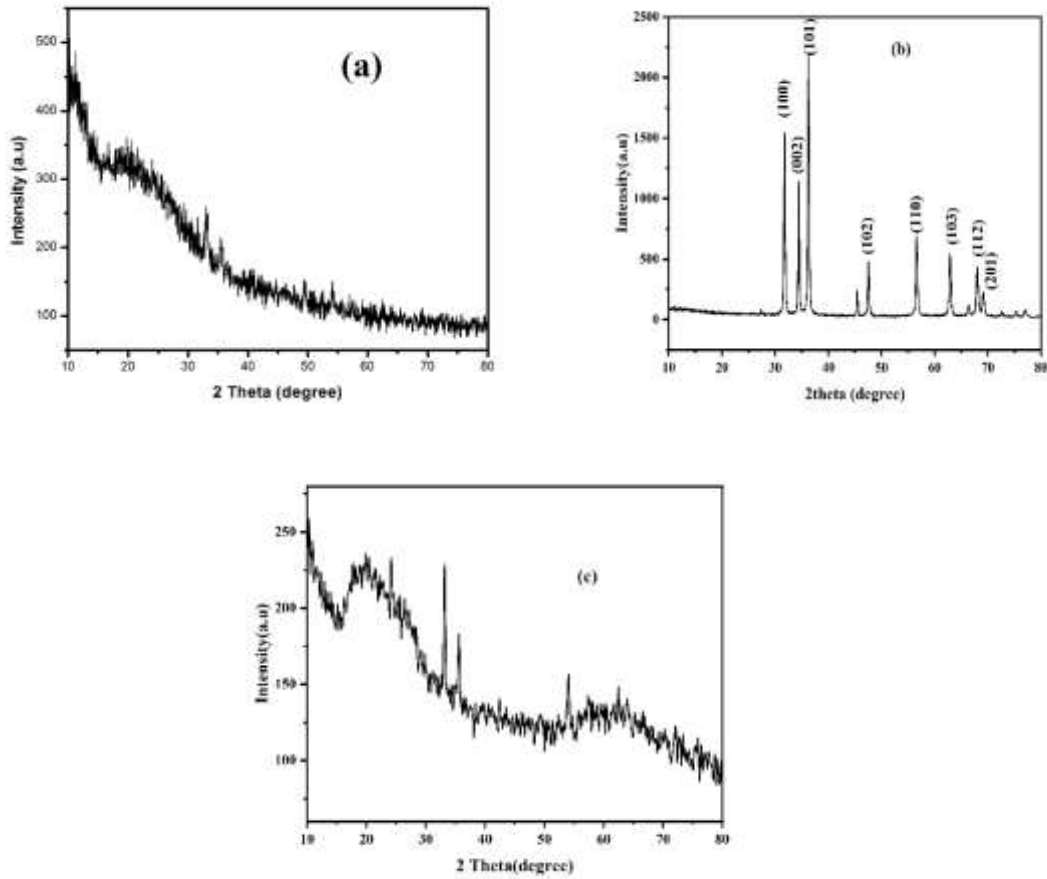 (a)
Intensity (a.u)
500
400
300
200
100
10 20 30 40 50 60 70 80
2 Theta (degree)
(b)
Intensity(a.u)
2500
2000
1500
1000
500
0
(100)
(002)
(101)
(102)
(110)
(103)
(112)
(201)
10 20 30 40 50 60 70 80
2theta (degree)
(c)
Intensity(a.u)
250
200
150
100
10 20 30 40 50 60 70 80
2 Theta(degree)